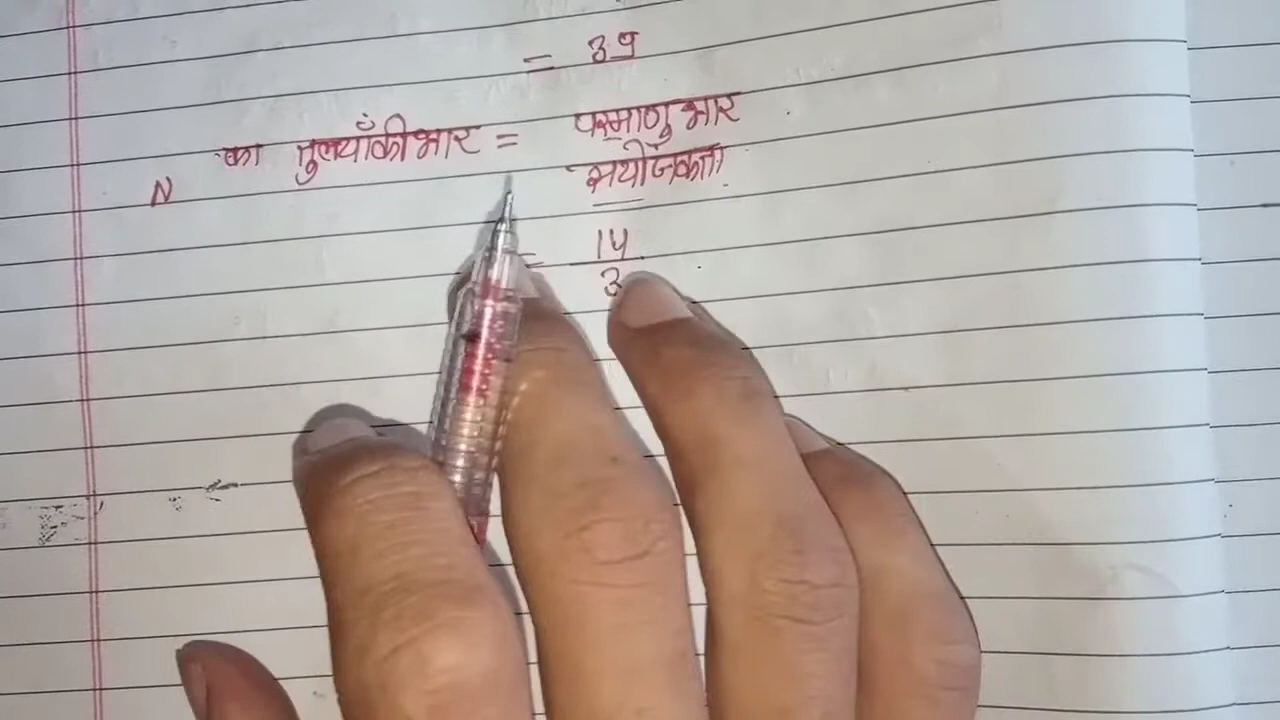 = 39
N का तुल्याँकीभार = परमाणु भार
संयोजकता
= 14
3